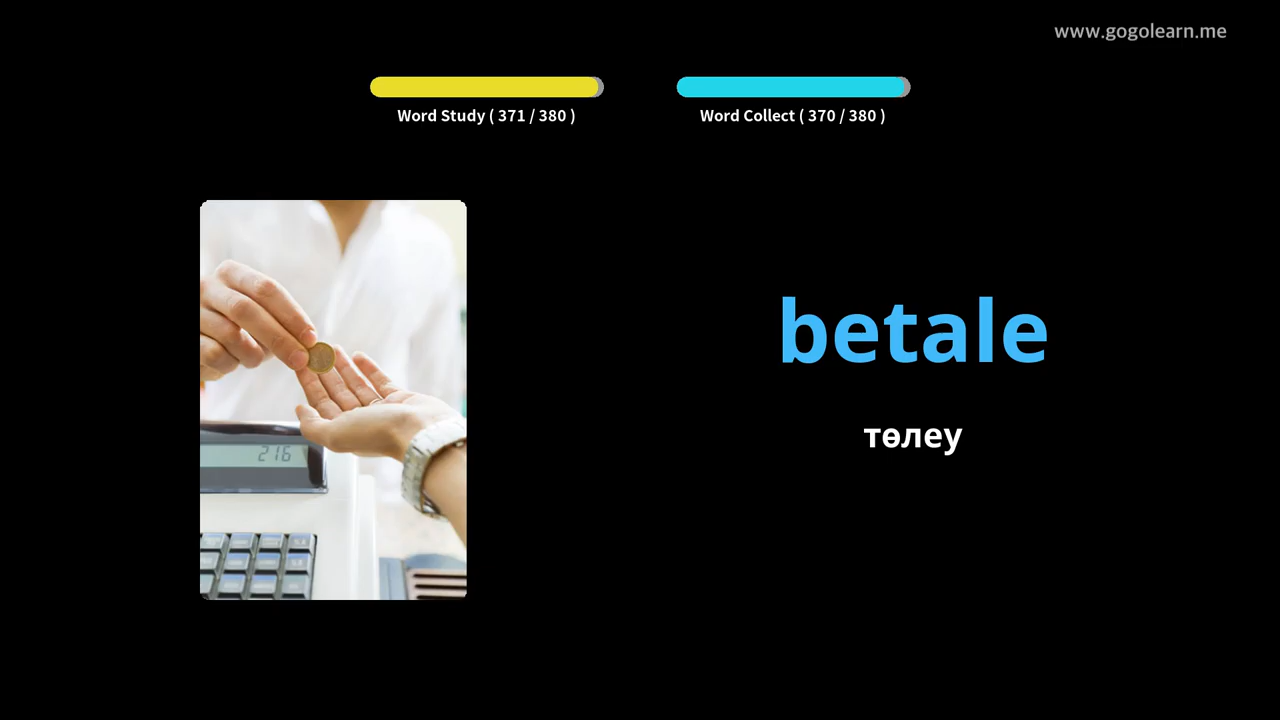 www.gogolearn.me
Word Study ( 371 / 380 )
Word Collect ( 370 / 380 )
betale
төлеу
216